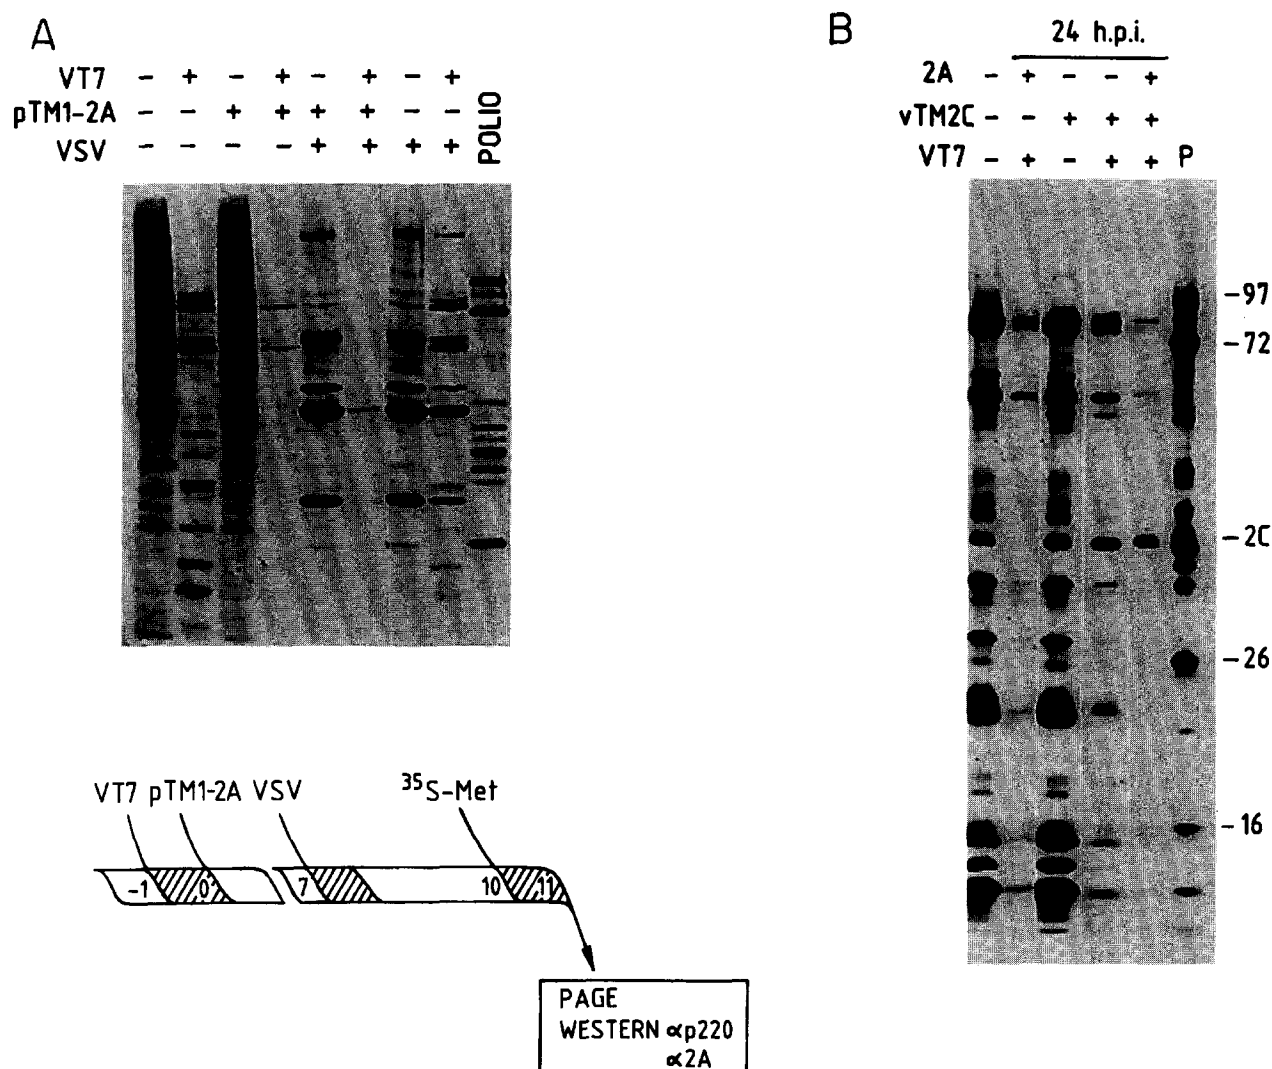 A
VT7 - + - + - + - +
pTM1-2A - - + + + + - -
VSV - - - - + + + +
POLIO
VT7 pTM1-2A VSV
³⁵S-Met
-1 0 7 10 11
PAGE
WESTERN αp220
α2A
B
24 h.p.i.
2A - + - - +
vTM2C - - + + +
VT7 - + - + + P
-97
-72
-2C
-26
-16